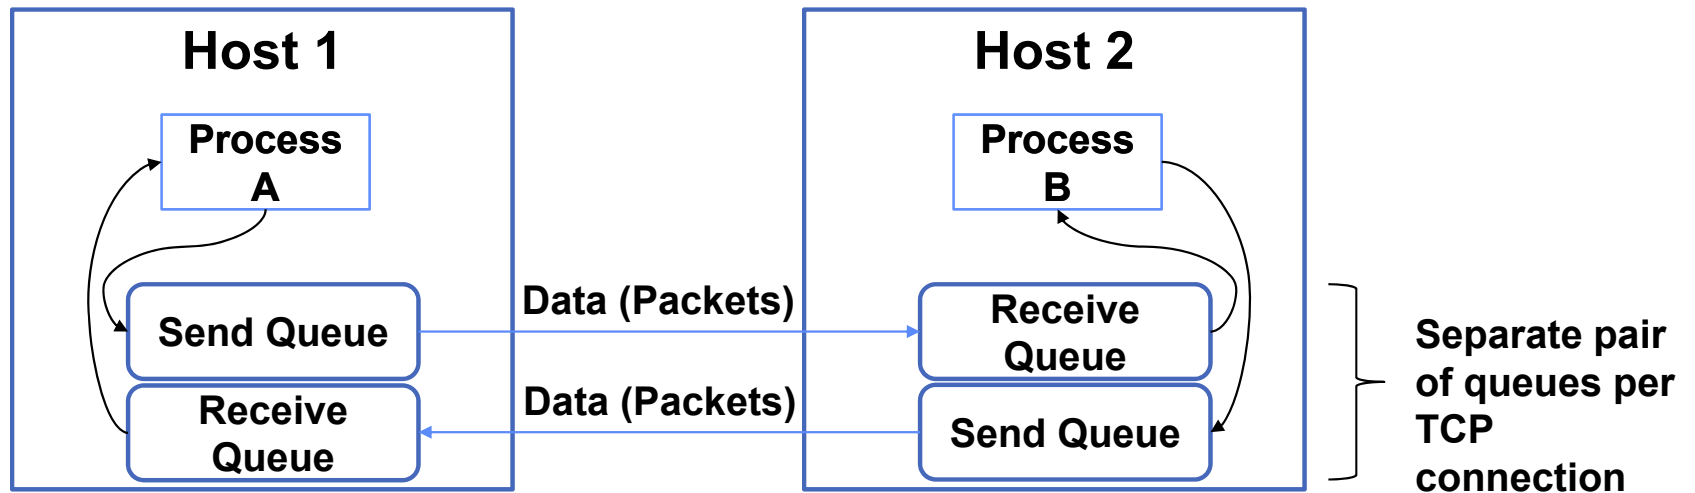 Host 1
Process
A
Send Queue
Receive
Queue
Data (Packets)
Data (Packets)
Host 2
Process
B
Receive
Queue
Send Queue
Separate pair
of queues per
TCP
connection